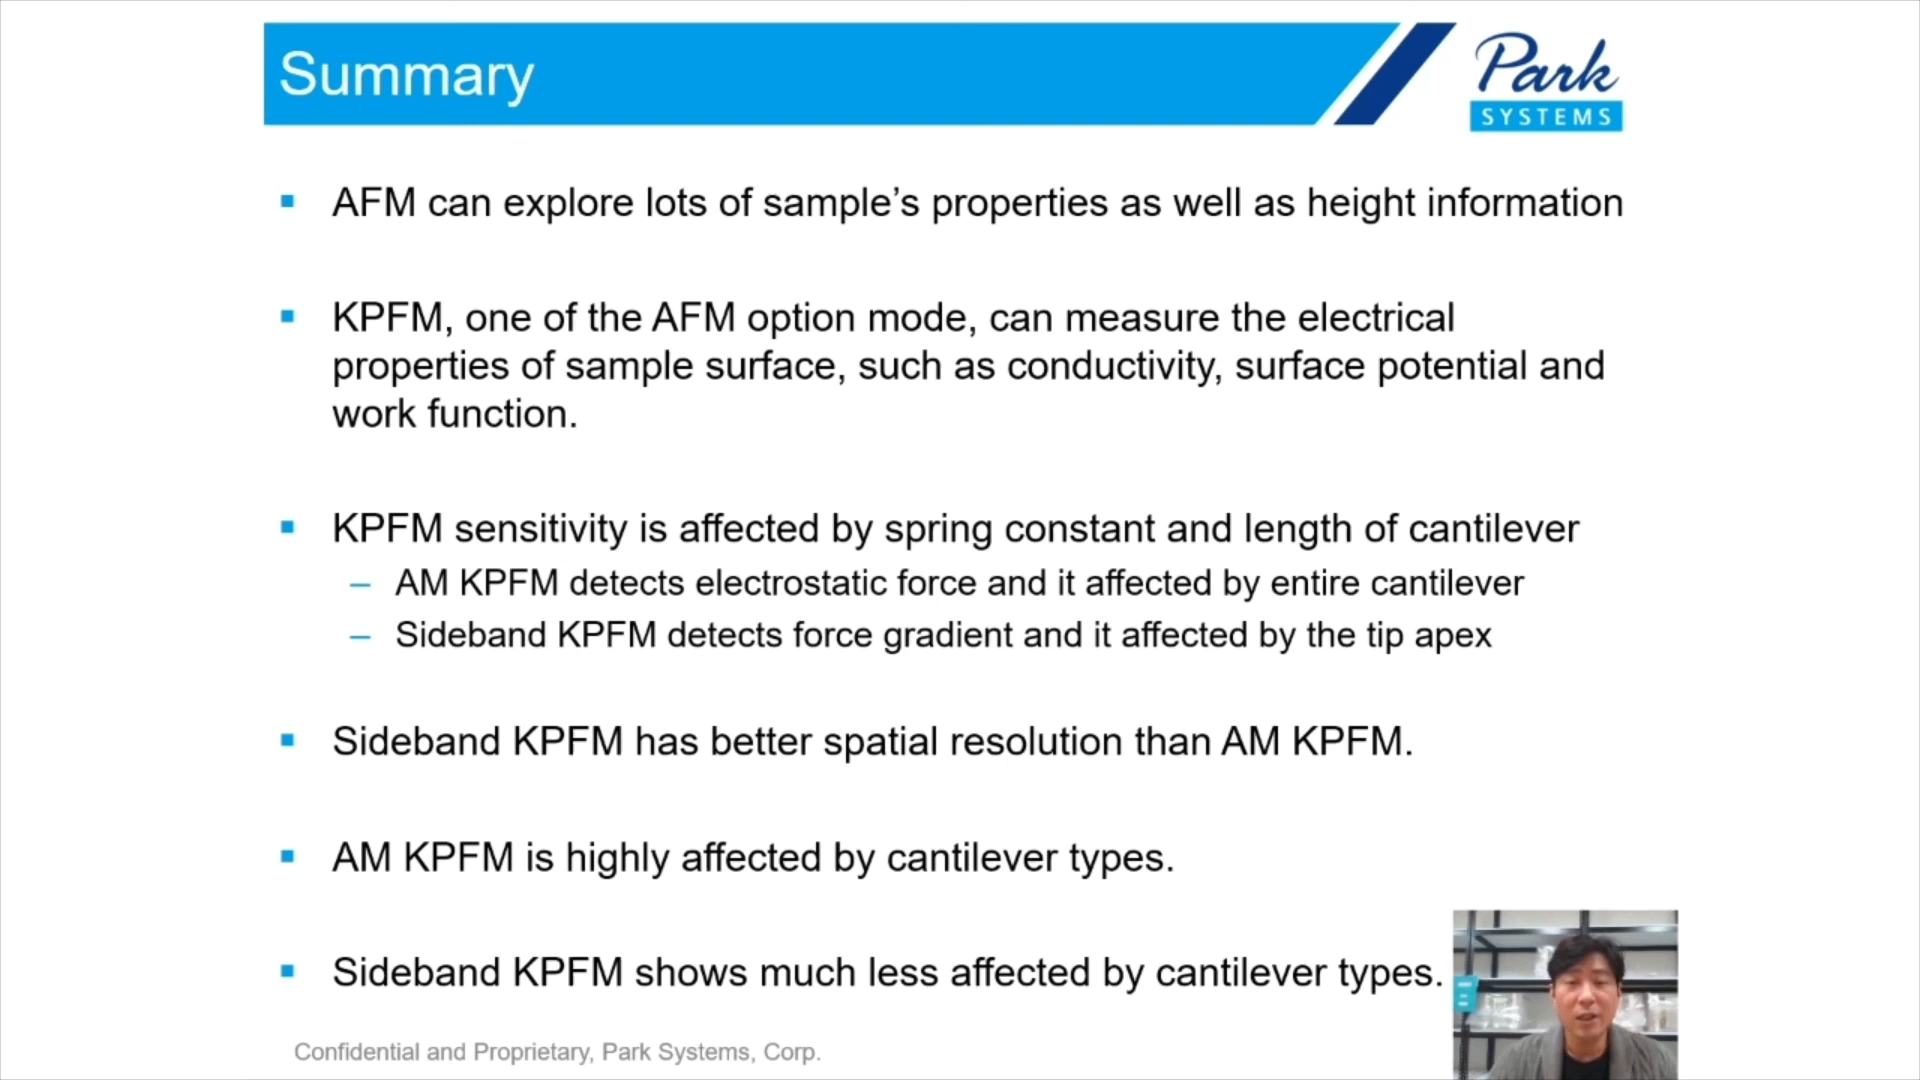 Summary
Park
SYSTEMS
AFM can explore lots of sample’s properties as well as height information
KPFM, one of the AFM option mode, can measure the electrical
properties of sample surface, such as conductivity, surface potential and
work function.
KPFM sensitivity is affected by spring constant and length of cantilever
– AM KPFM detects electrostatic force and it affected by entire cantilever
– Sideband KPFM detects force gradient and it affected by the tip apex
Sideband KPFM has better spatial resolution than AM KPFM.
AM KPFM is highly affected by cantilever types.
Sideband KPFM shows much less affected by cantilever types.
Confidential and Proprietary, Park Systems, Corp.